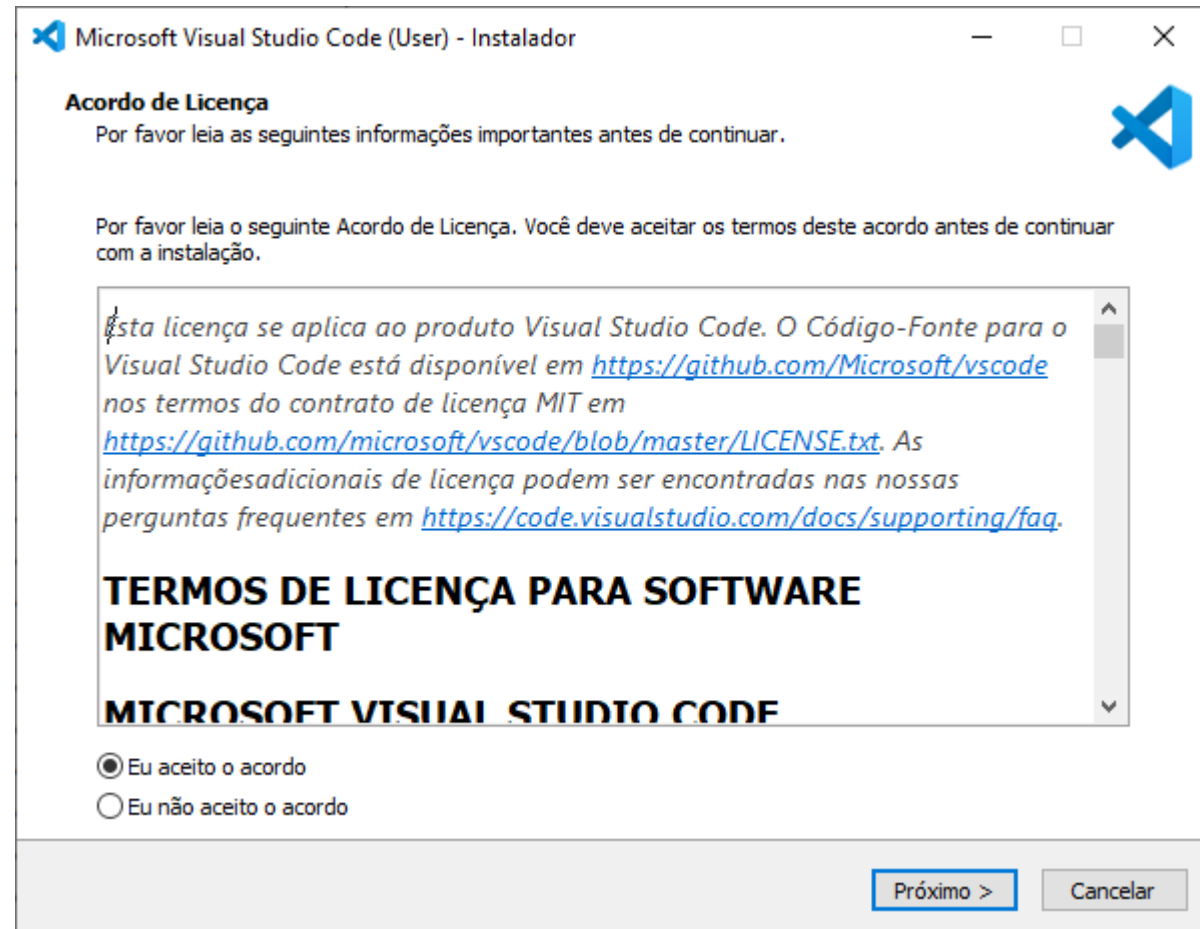 Microsoft Visual Studio Code (User) - Instalador
Acordo de Licença
Por favor leia as seguintes informações importantes antes de continuar.
Por favor leia o seguinte Acordo de Licença. Você deve aceitar os termos deste acordo antes de continuar
com a instalação.
Esta licença se aplica ao produto Visual Studio Code. O Código-Fonte para o
Visual Studio Code está disponível em https://github.com/Microsoft/vscode
nos termos do contrato de licença MIT em
https://github.com/microsoft/vscode/blob/master/LICENSE.txt. As
informaçõesadicionais de licença podem ser encontradas nas nossas
perguntas frequentes em https://code.visualstudio.com/docs/supporting/faq.
TERMOS DE LICENÇA PARA SOFTWARE
MICROSOFT
MICROSOFT VISUAL STUDIO CODE
Eu aceito o acordo
Eu não aceito o acordo
Próximo >
Cancelar